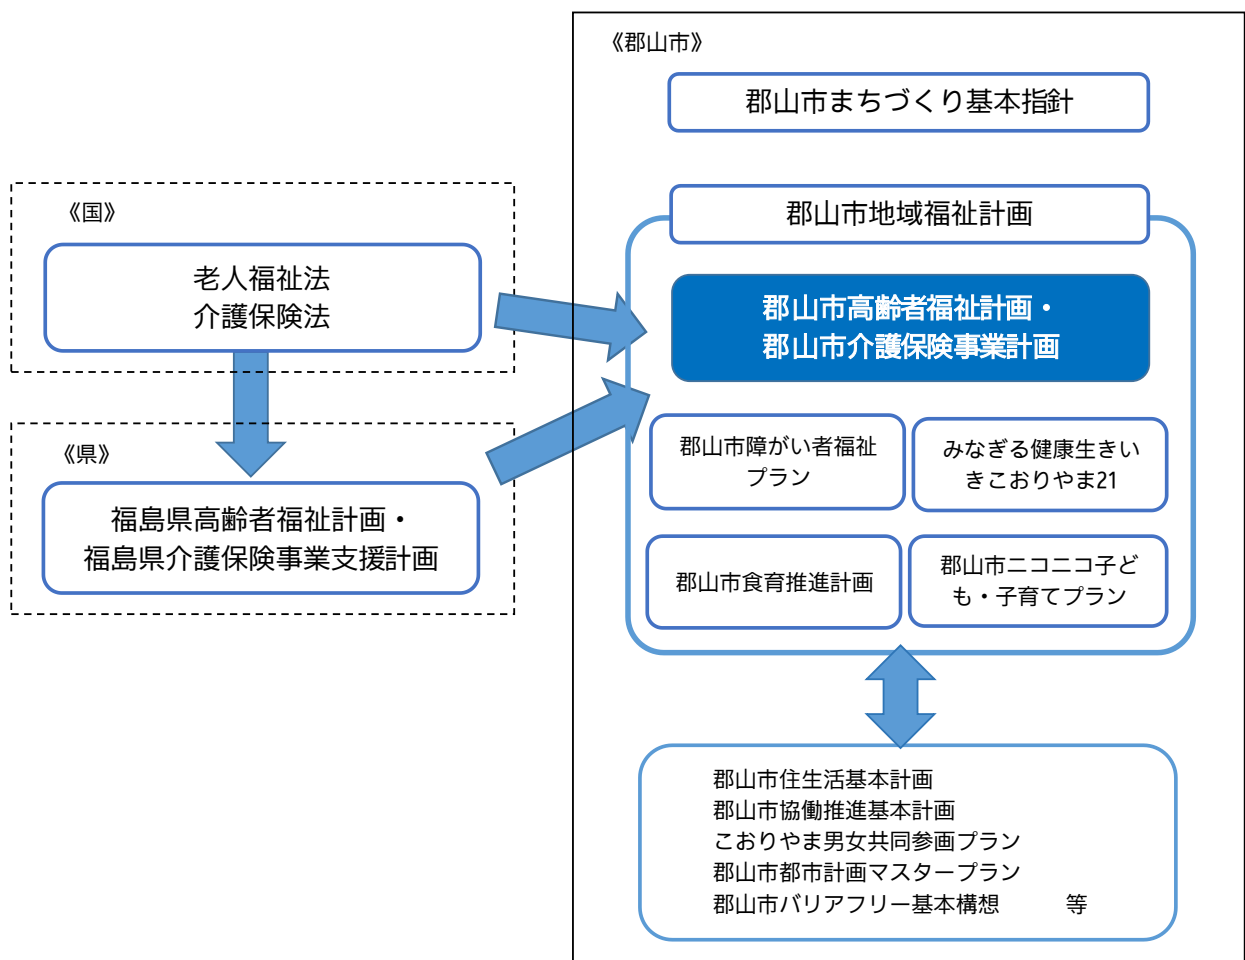 《国》
老人福祉法
介護保険法
《県》
福島県高齢者福祉計画・
福島県介護保険事業支援計画
《郡山市》
郡山市まちづくり基本指針
郡山市地域福祉計画
郡山市高齢者福祉計画・
郡山市介護保険事業計画
郡山市障がい者福祉
プラン
みなぎる健康生きい
きこおりやま21
郡山市食育推進計画
郡山市ニコニコ子ど
も・子育てプラン
郡山市住生活基本計画
郡山市協働推進基本計画
こおりやま男女共同参画プラン
郡山市都市計画マスタープラン
郡山市バリアフリー基本構想　　　等